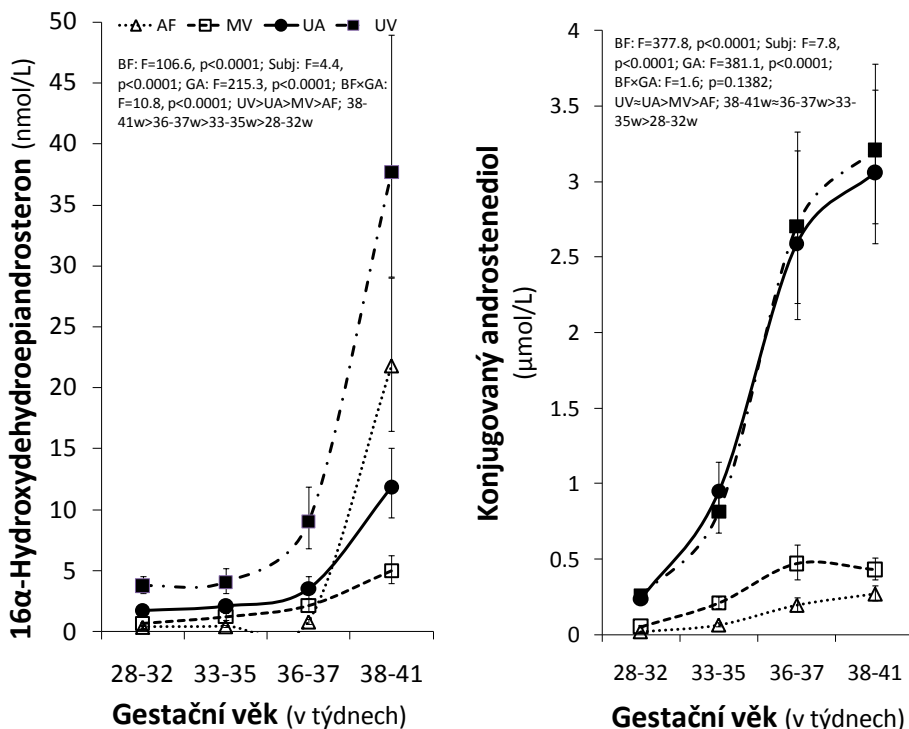 AF MV UA UV
BF: F=106.6, p<0.0001; Subj: F=4.4,
p<0.0001; GA: F=215.3, p<0.0001; BF×GA:
F=10.8, p<0.0001; UV>UA>MV>AF; 38-
41w>36-37w>33-35w>28-32w
16α-Hydroxydehydroepiandrosteron (nmol/L)
50
45
40
35
30
25
20
15
10
5
0
28-32 33-35 36-37 38-41
Gestační věk (v týdnech)
BF: F=377.8, p<0.0001; Subj: F=7.8,
p<0.0001; GA: F=381.1, p<0.0001;
BF×GA: F=1.6; p=0.1382;
UV≈UA>MV>AF; 38-41w≈36-37w>33-
35w>28-32w
Konjugovaný androstenediol
(μmol/L)
4
3.5
3
2.5
2
1.5
1
0.5
0
28-32 33-35 36-37 38-41
Gestační věk (v týdnech)